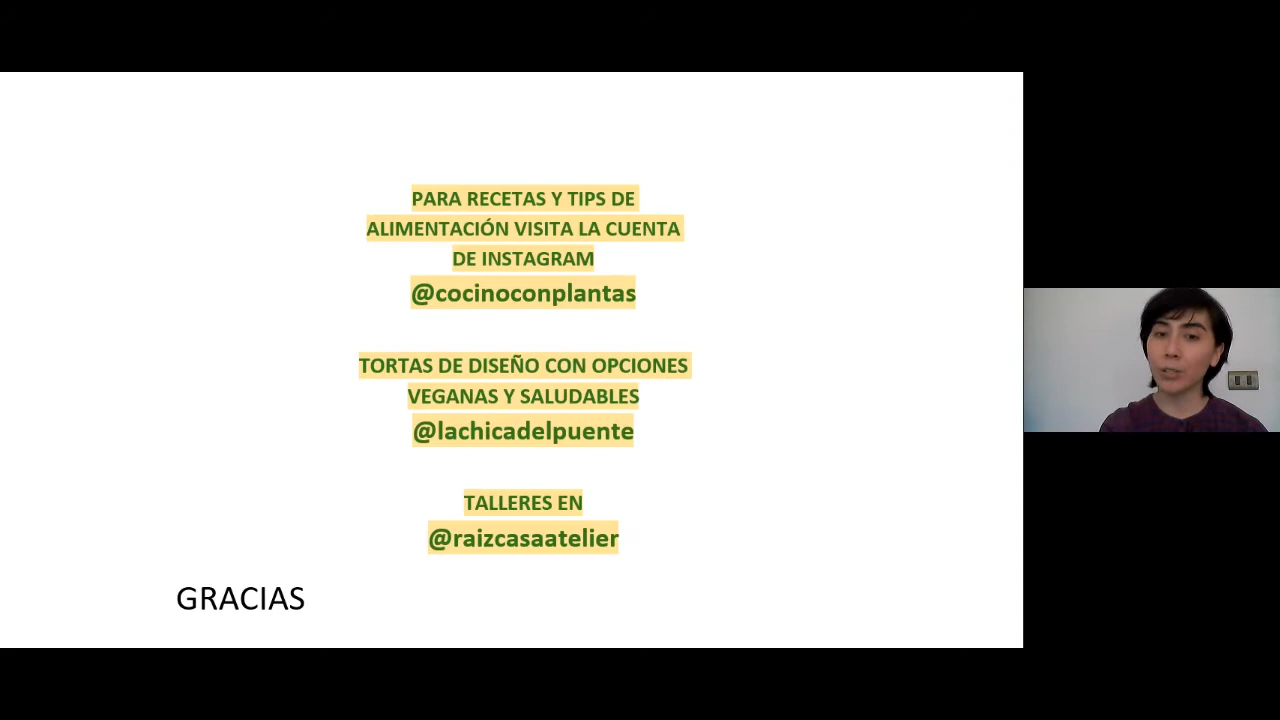 PARA RECETAS Y TIPS DE
ALIMENTACIÓN VISITA LA CUENTA
DE INSTAGRAM
@cocinoconplantas
TORTAS DE DISEÑO CON OPCIONES
VEGANAS Y SALUDABLES
@lachicadelpuente
TALLERES EN
@raizcasaatelier
GRACIAS